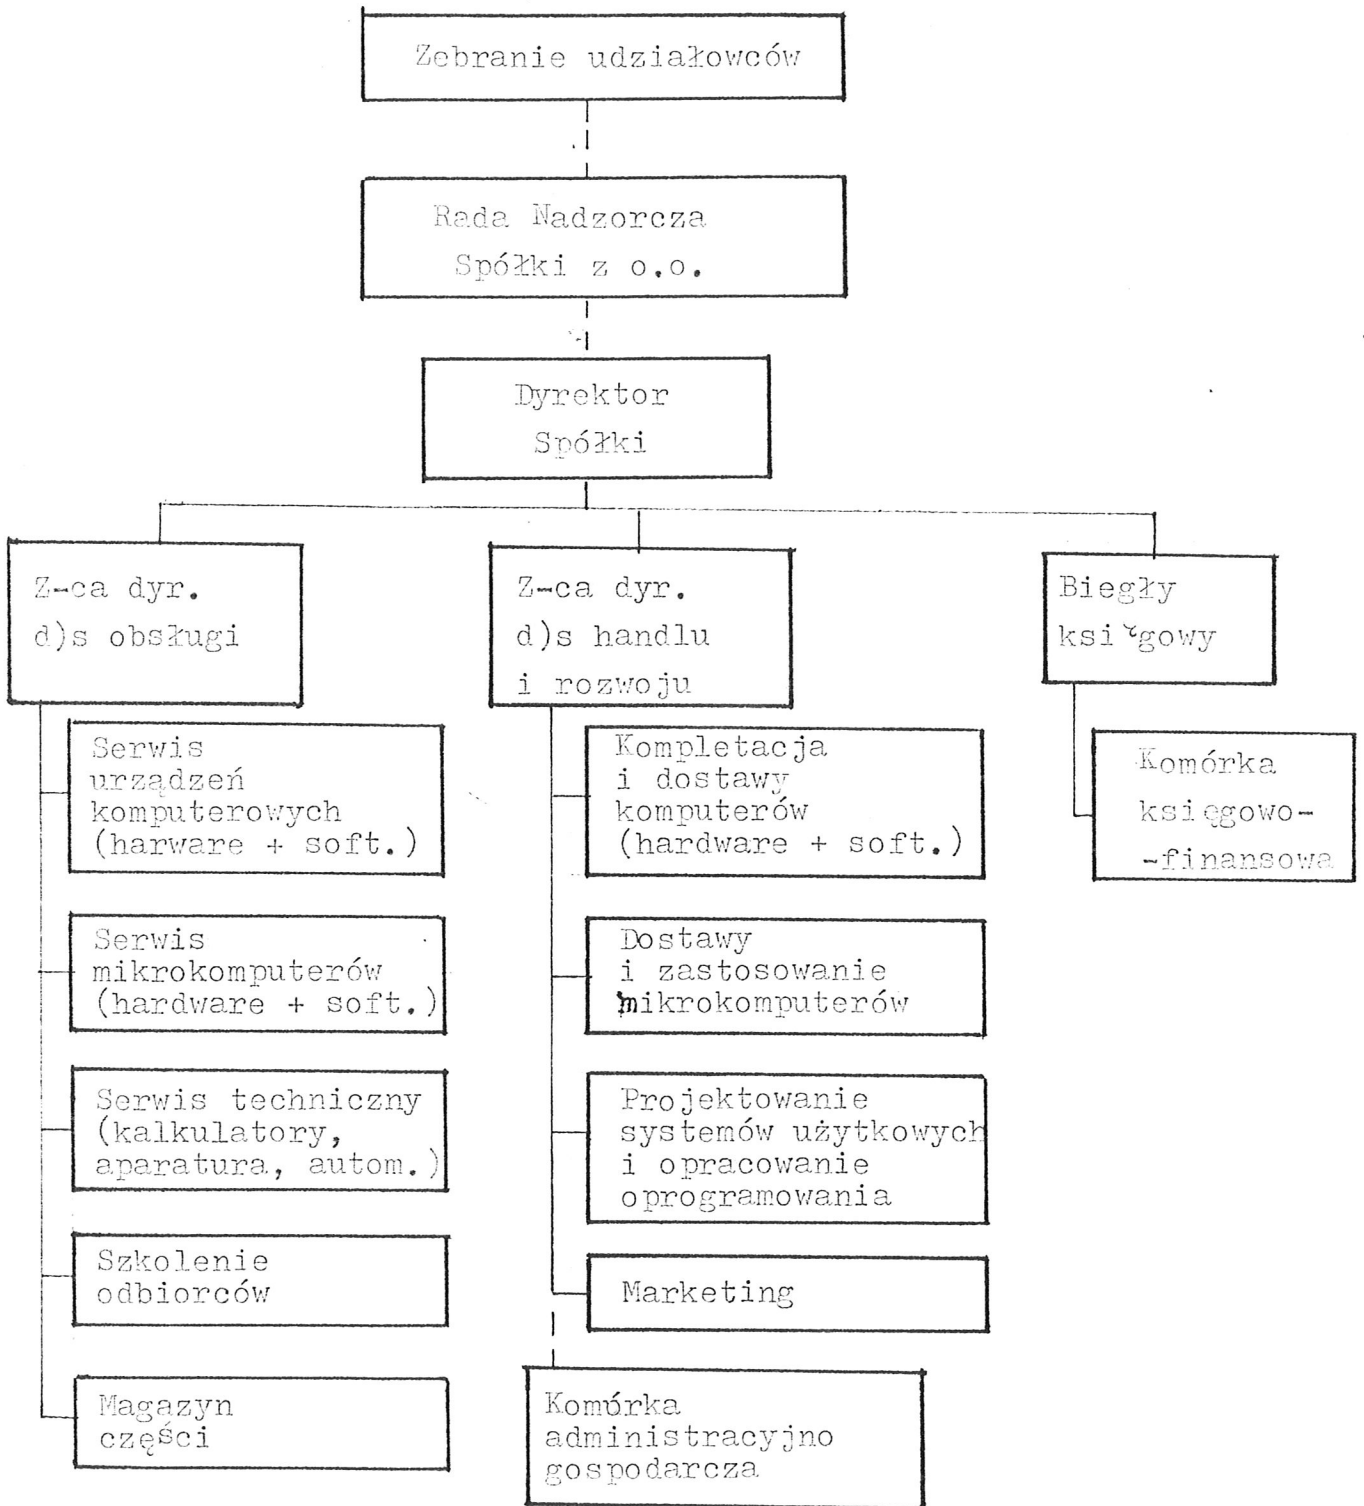 Zebranie udziałowców
Rada Nadzorcza
Spółki z o.o.
Dyrektor
Spółki
Z-ca dyr.
d)s obsługi
Z-ca dyr.
d)s handlu
i rozwoju
Biegły
księgowy
Serwis
urządzeń
komputerowych
(harware + soft.)
Serwis
mikrokomputerów
(hardware + soft.)
Serwis techniczny
(kalkulatory,
aparatura, autom.)
Szkolenie
odbiorców
Magazyn
części
Kompletacja
i dostawy
komputerów
(hardware + soft.)
Dostawy
i zastosowanie
mikrokomputerów
Projektowanie
systemów użytkowych
i opracowanie
oprogramowania
Marketing
Komórka
administracyjno
gospodarcza
Komórka
księgowo-
-finansowa